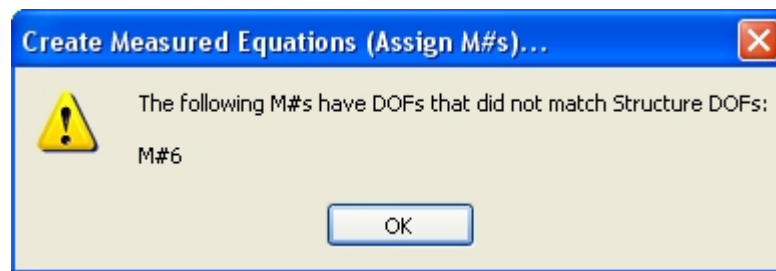 Create Measured Equations (Assign M#s)...
The following M#s have DOFs that did not match Structure DOFs:
M#6
OK